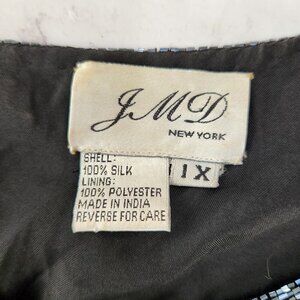 JMD
NEW YORK
SHELL:
100% SILK
LINING:
100% POLYESTER
MADE IN INDIA
REVERSE FOR CARE
1X